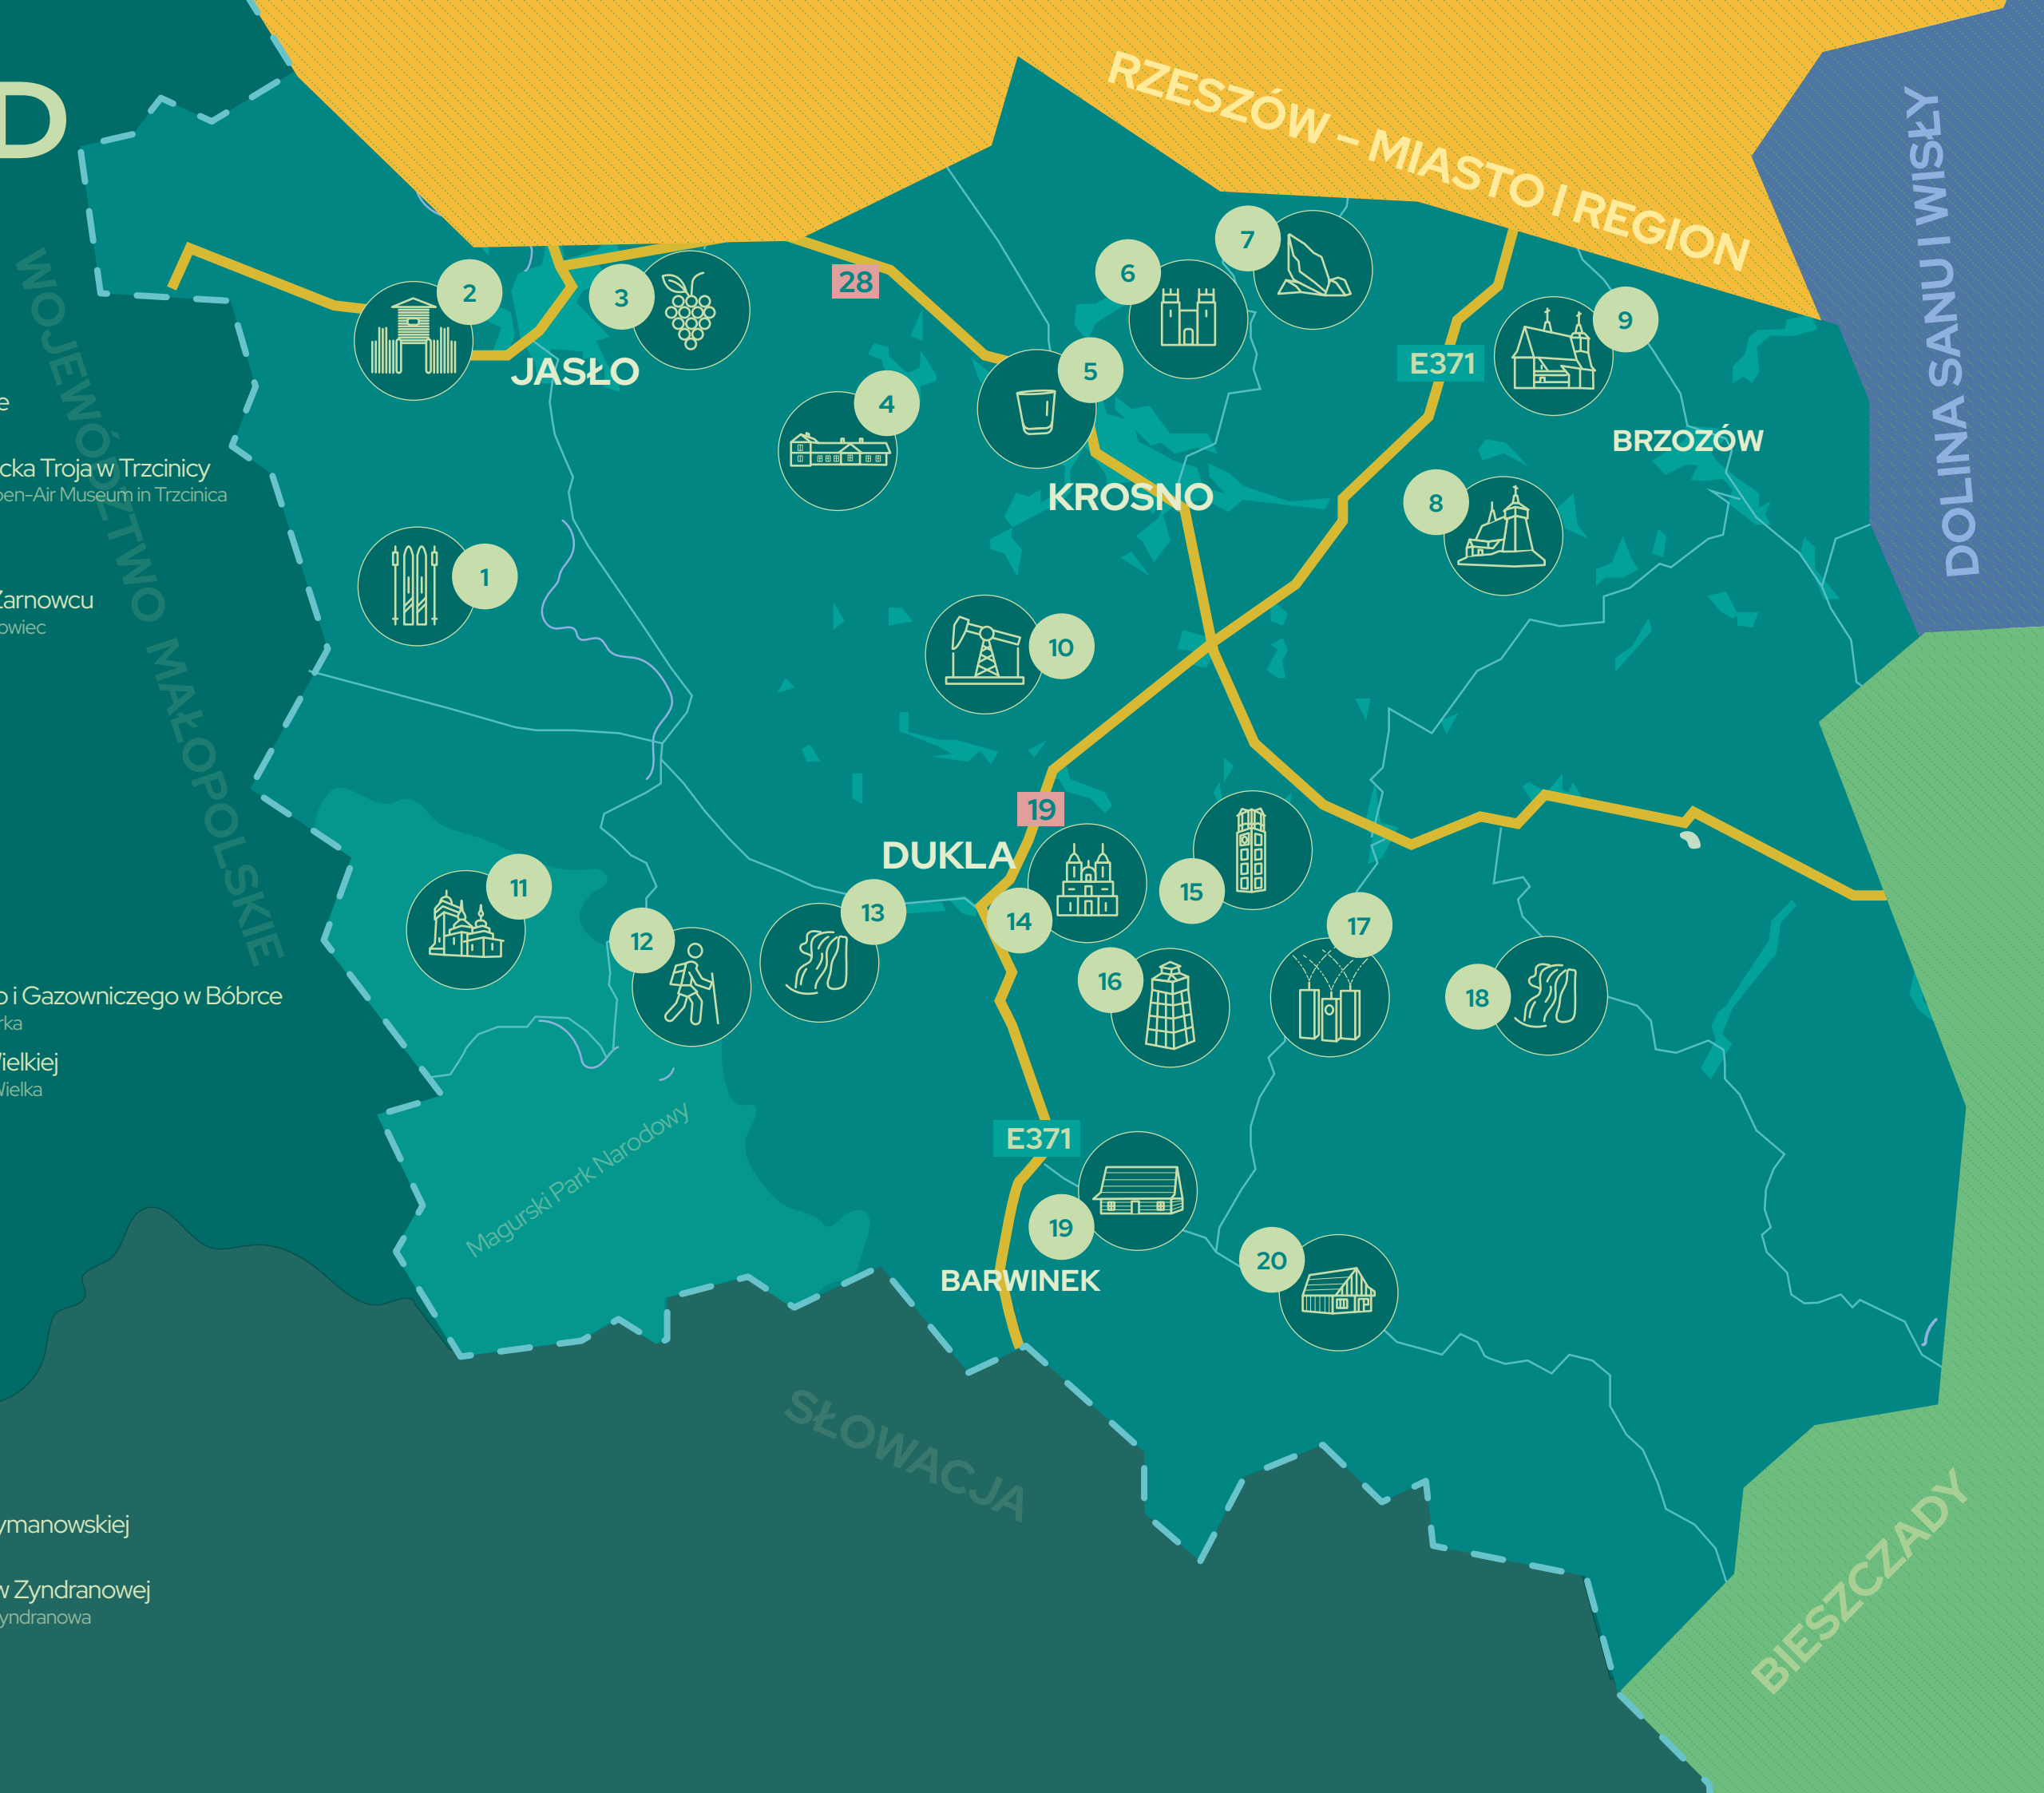 D
RZESZÓW – MIASTO I REGION
DOLINA SANU I WISŁY
WOJEWÓDZTWO MAŁOPOLSKIE
7
6
2
3
28
9
JASŁO
E371
5
4
e
BRZOZÓW
cka Troja w Trzcinicy
pen-Air Museum in Trzcinica
KROSNO
8
1
Żarnowcu
owiec
10
19
DUKLA
11
15
13
14
17
12
16
18
o i Gazowniczego w Bóbrce
rka
Wielkiej
Wielka
Magurski Park Narodowy
E371
19
20
BARWINEK
SŁOWACJA
ymanowskiej
w Zyndranowej
yndranowa
BIESZCZADY